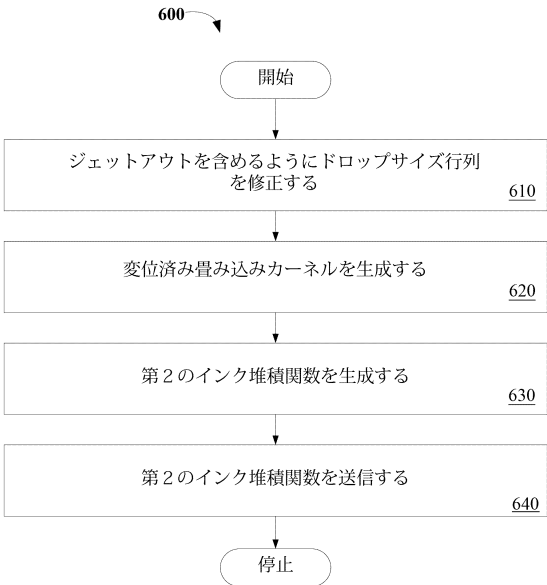 600
開始
ジェットアウトを含めるようにドロップサイズ行列
を修正する
610
変位済み畳み込みカーネルを生成する
620
第２のインク堆積関数を生成する
630
第２のインク堆積関数を送信する
640
停止